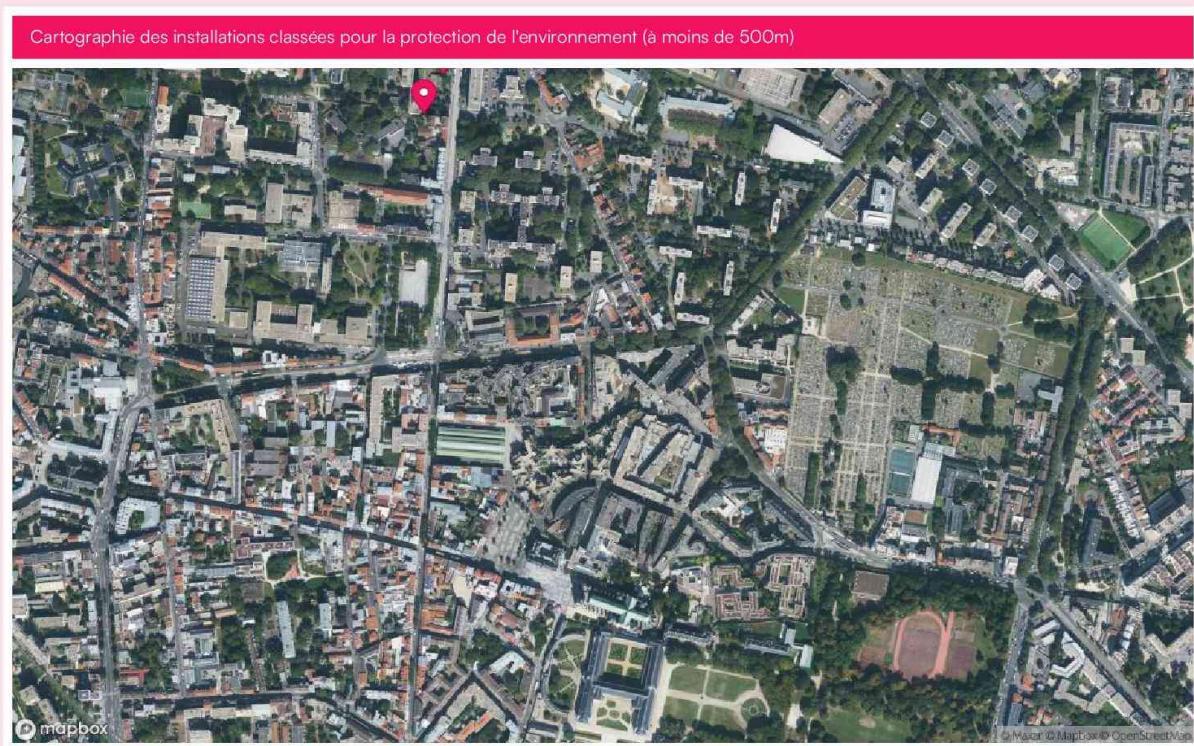 Cartographie des installations classées pour la protection de l'environnement (à moins de 500m)
mapbox
© Maxar © Mapbox © OpenStreetMap